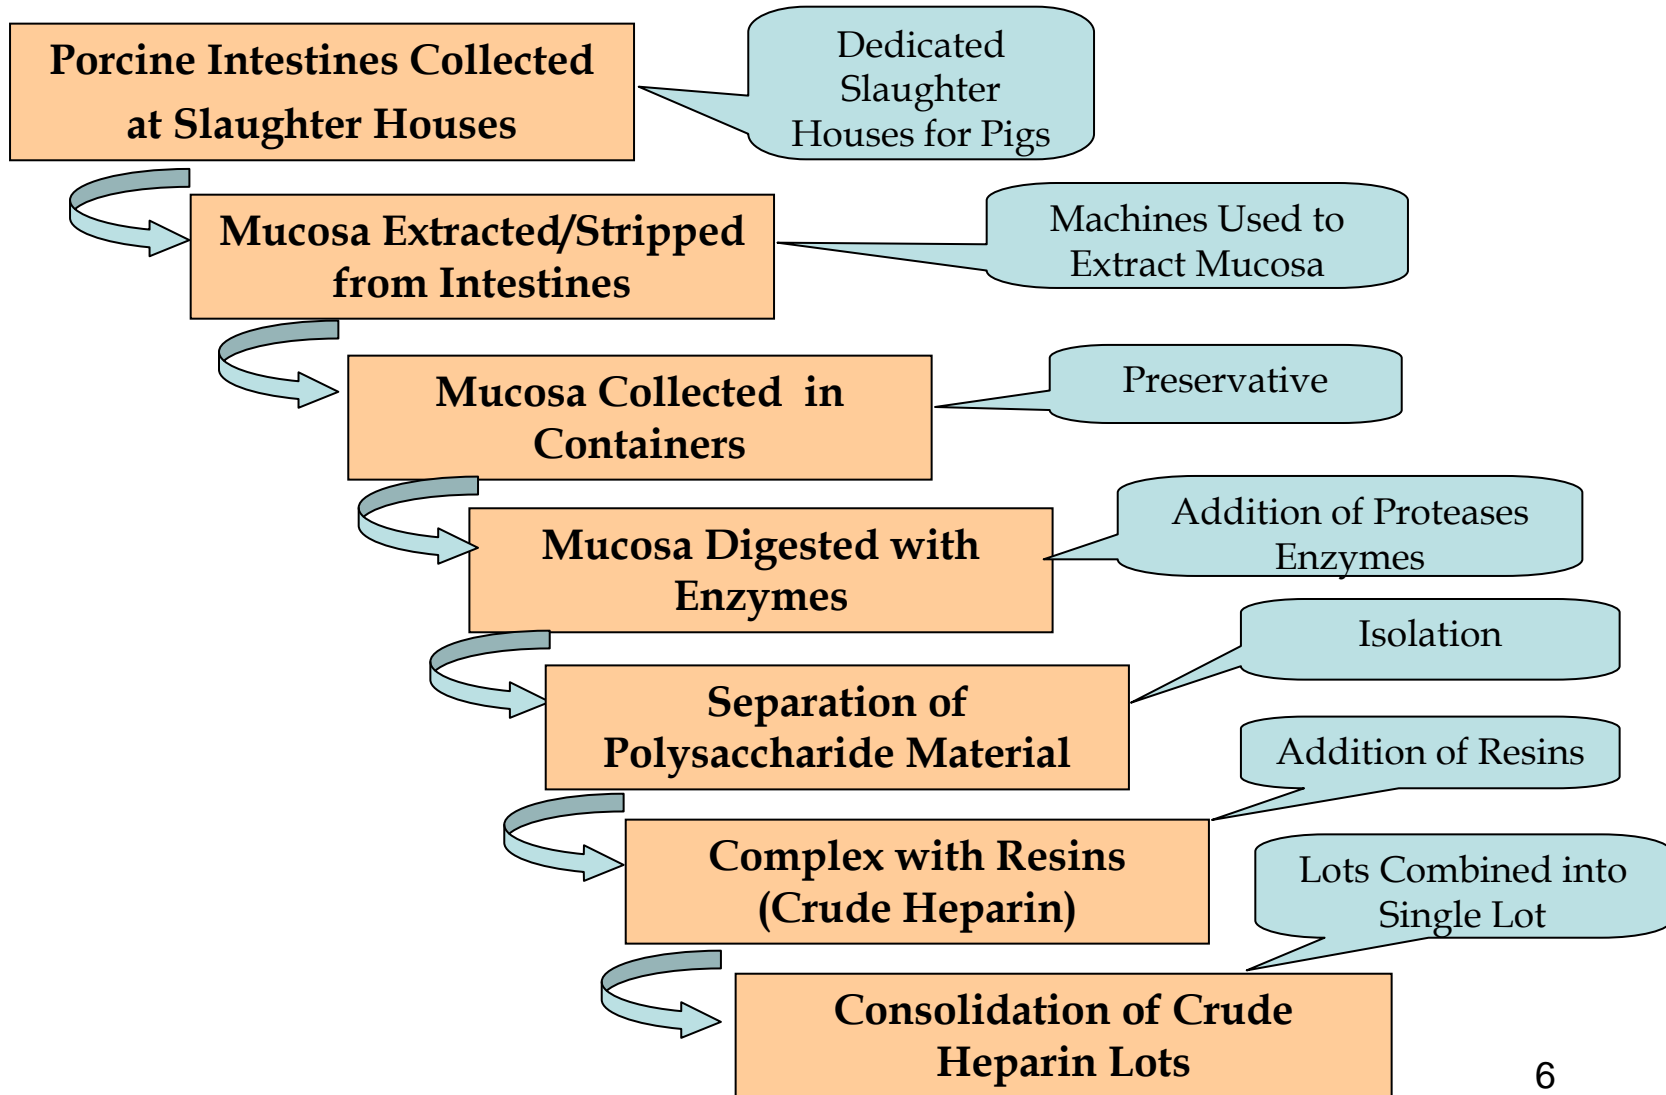 Porcine Intestines Collected
at Slaughter Houses
Dedicated
Slaughter
Houses for Pigs
Mucosa Extracted/Stripped
from Intestines
Machines Used to
Extract Mucosa
Mucosa Collected  in
Containers
Preservative
Mucosa Digested with
Enzymes
Addition of Proteases
Enzymes
Separation of
Polysaccharide Material
Isolation
Complex with Resins
(Crude Heparin)
Addition of Resins
Consolidation of Crude
Heparin Lots
Lots Combined into
Single Lot
6